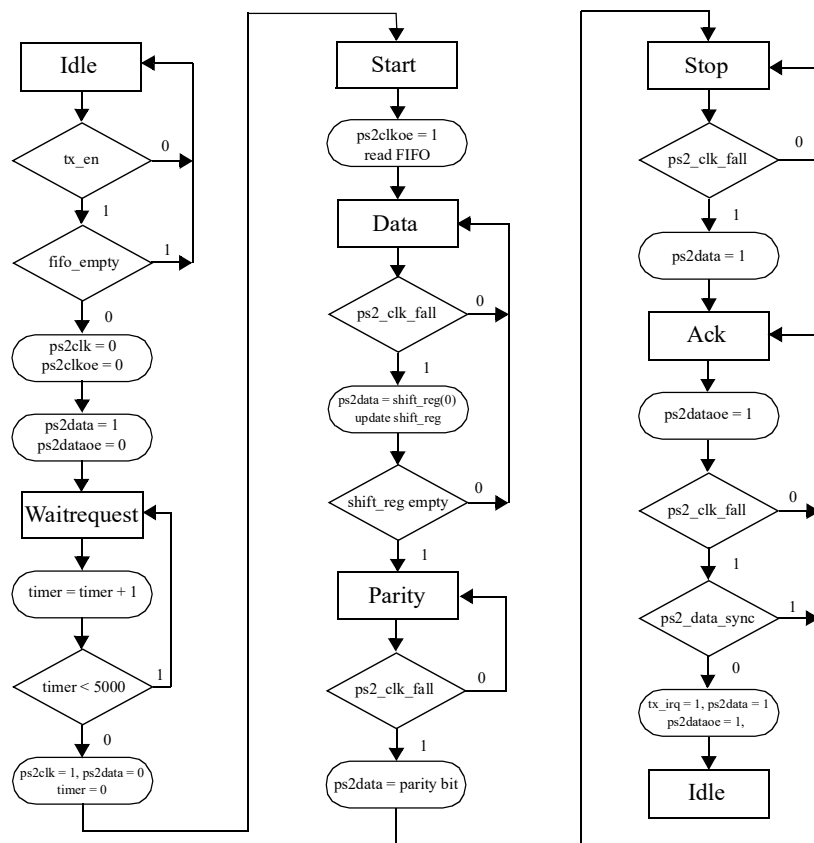 Idle
tx_en
0
1
fifo_empty
1
0
ps2clk = 0
ps2clkoe = 0
ps2data = 1
ps2dataoe = 0
Waitrequest
timer = timer + 1
timer < 5000
1
0
ps2clk = 1, ps2data = 0
timer = 0
Start
ps2clkoe = 1
read FIFO
Data
ps2_clk_fall
0
1
ps2data = shift_reg(0)
update shift_reg
shift_reg empty
0
1
Parity
ps2_clk_fall
0
1
ps2data = parity bit
Stop
ps2_clk_fall
0
1
ps2data = 1
Ack
ps2dataoe = 1
ps2_clk_fall
0
1
ps2_data_sync
1
0
tx_irq = 1, ps2data = 1
ps2dataoe = 1,
Idle